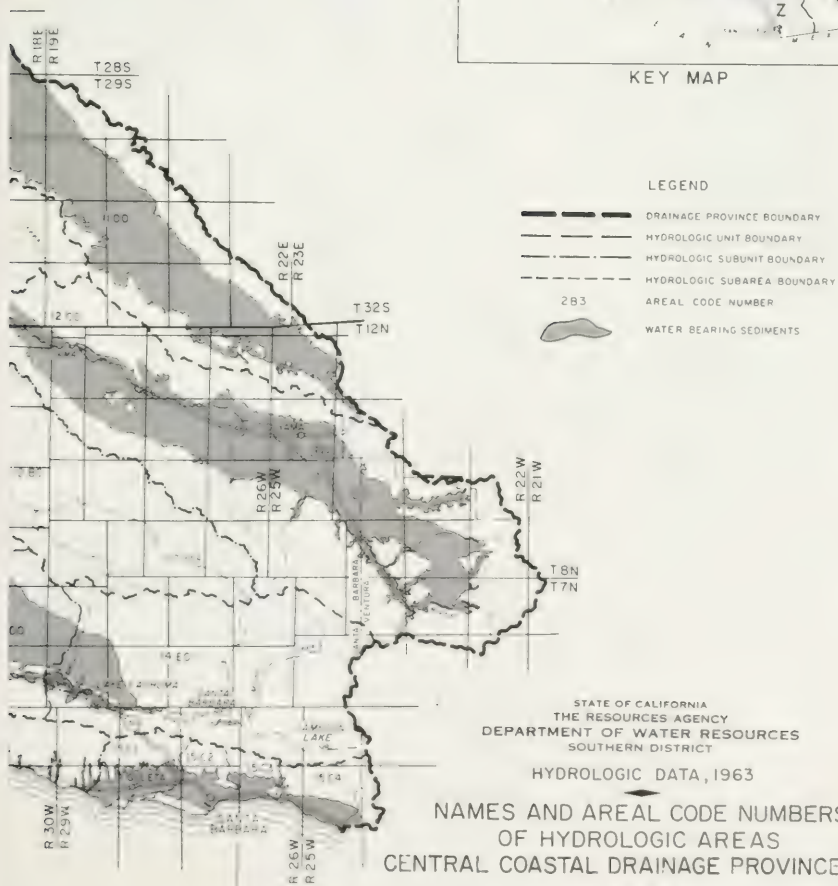 Z
KEY MAP
R18E
R19E
T28S
T29S
LEGEND
DRAINAGE PROVINCE BOUNDARY
HYDROLOGIC UNIT BOUNDARY
HYDROLOGIC SUBUNIT BOUNDARY
HYDROLOGIC SUBAREA BOUNDARY
283 AREAL CODE NUMBER
WATER BEARING SEDIMENTS
R22E
R23E
T32S
T12N
R26W
R25W
R22W
R21W
T8N
T7N
SANTA BARBARA
VENTURA
SANTA
BARBARA
LAKE
GOLETA
SANTA
BARBARA
R30W
R29W
R26W
R25W
STATE OF CALIFORNIA
THE RESOURCES AGENCY
DEPARTMENT OF WATER RESOURCES
SOUTHERN DISTRICT
HYDROLOGIC DATA, 1963
NAMES AND AREAL CODE NUMBERS
OF HYDROLOGIC AREAS
CENTRAL COASTAL DRAINAGE PROVINCE